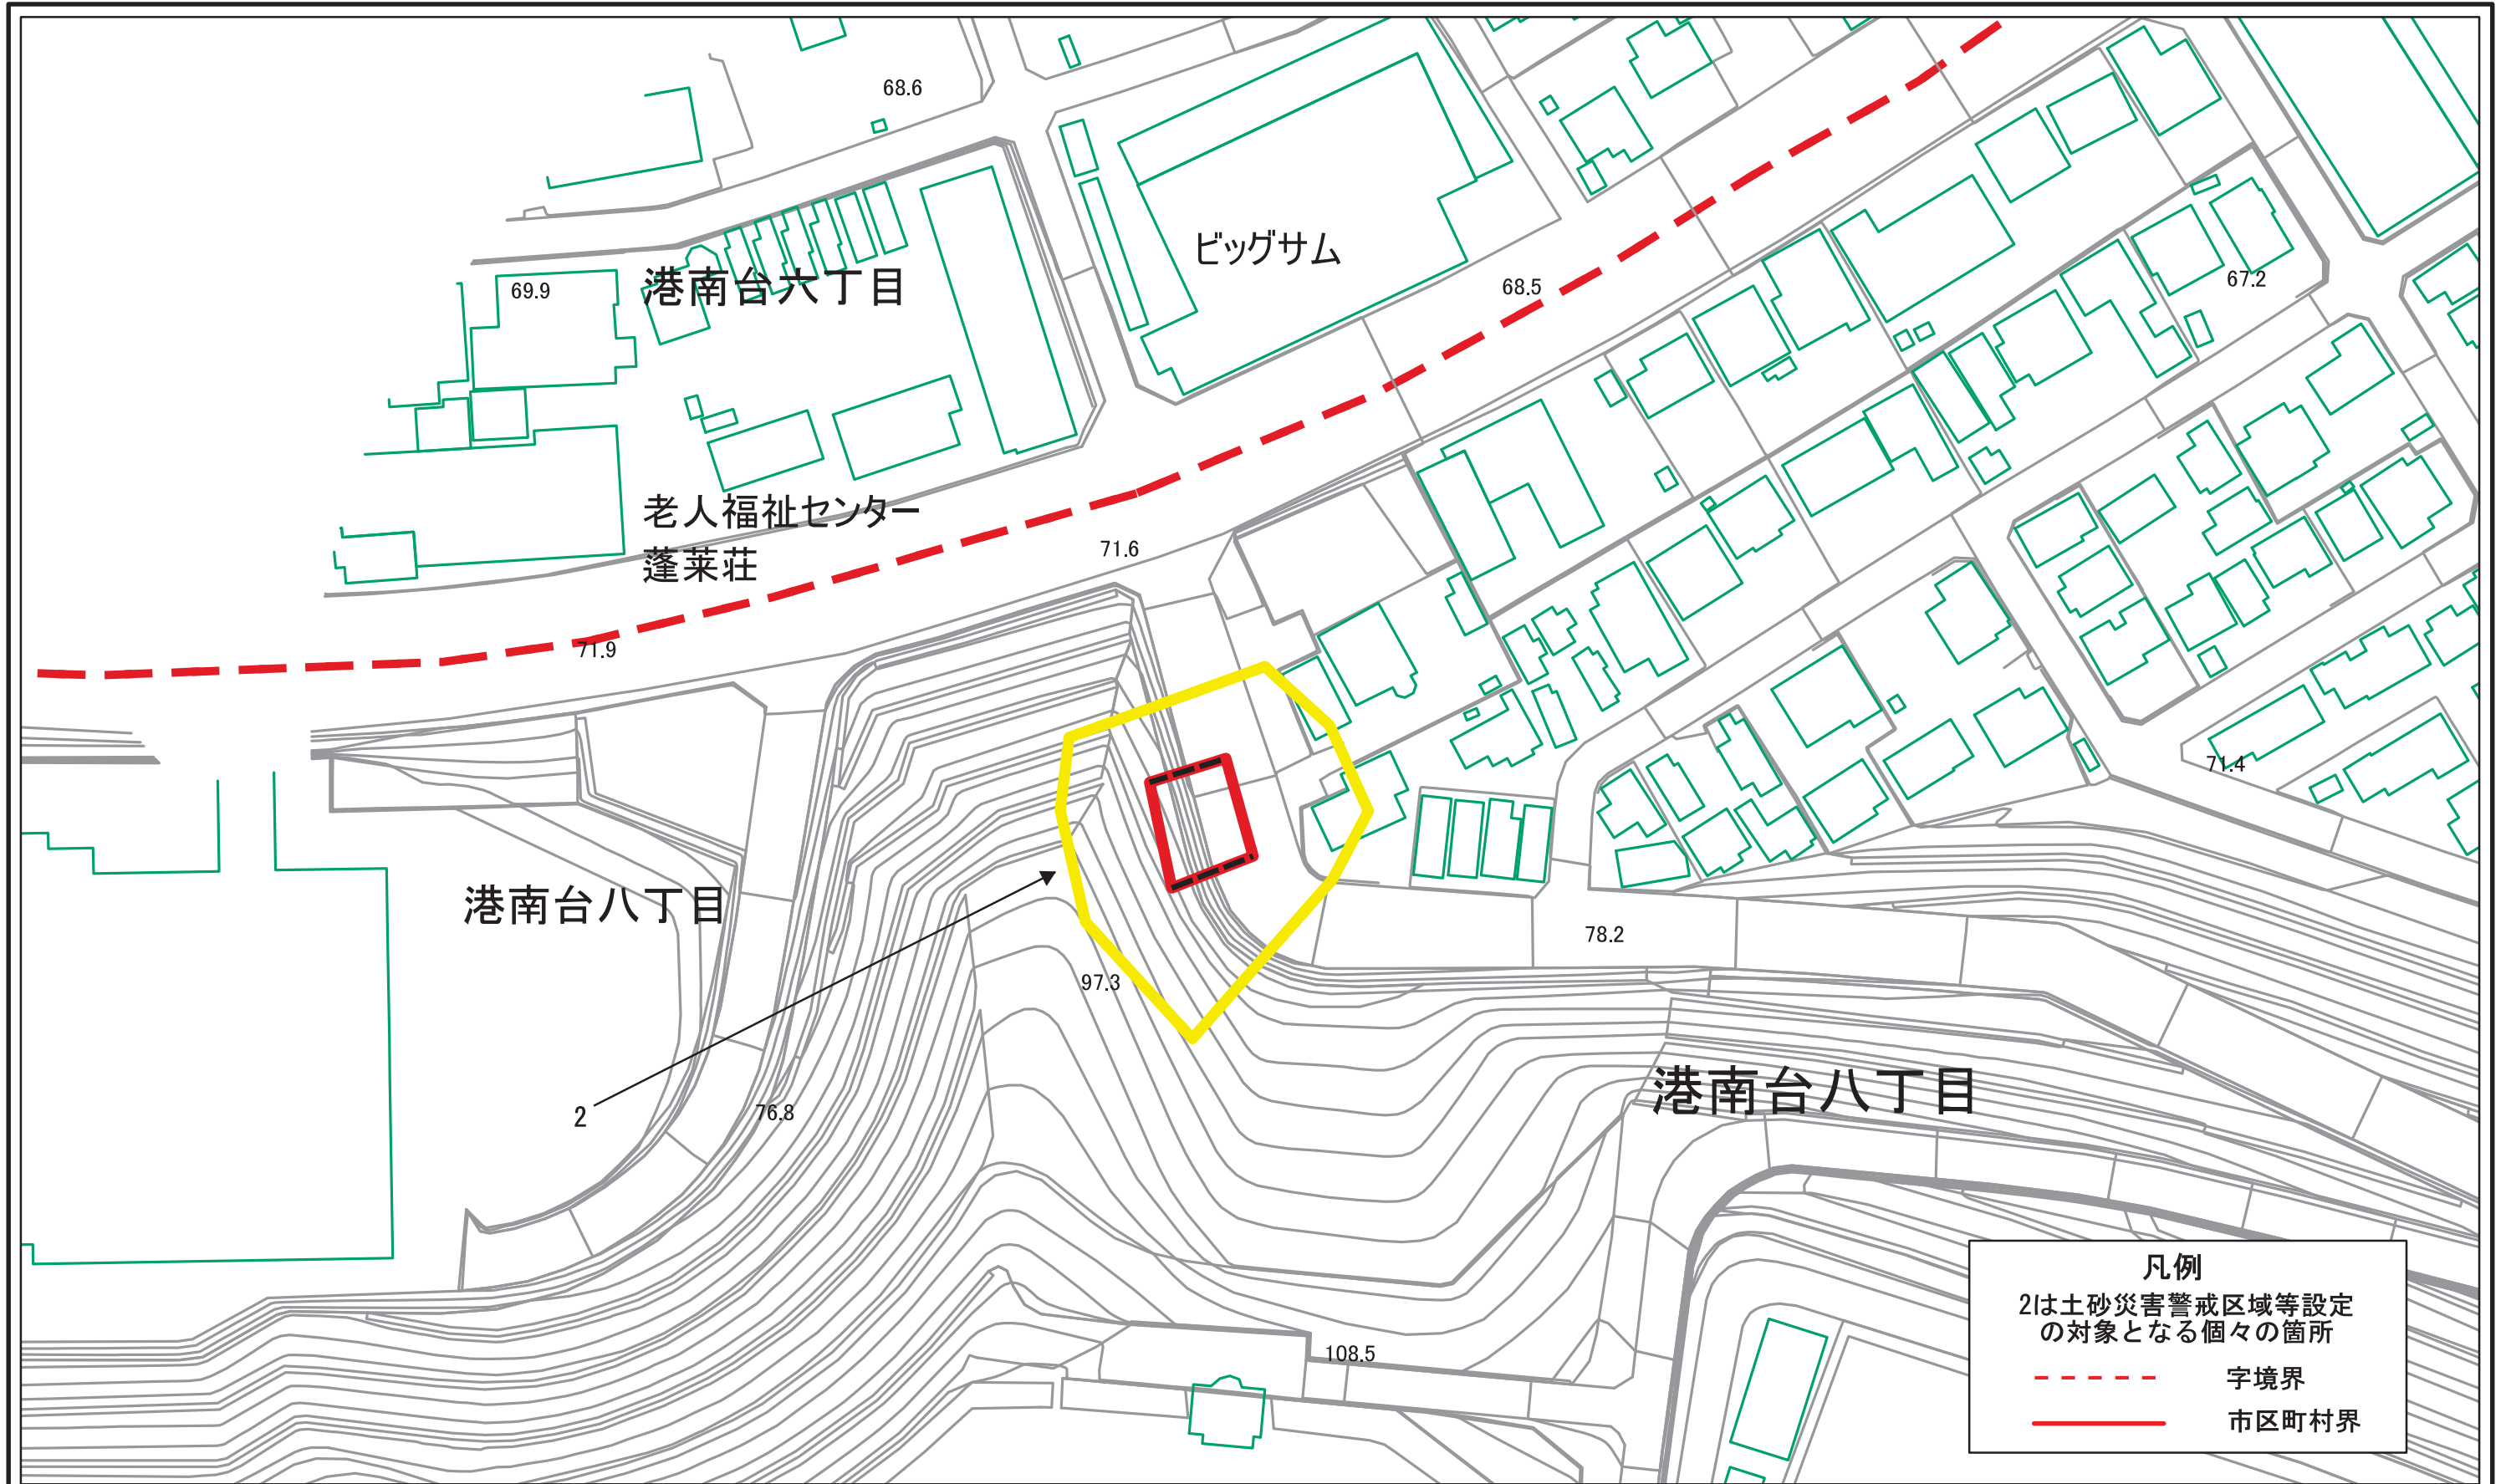 68.6
ビッグサム
69.9
港南台六丁目
68.5
67.2
老人福祉センター
蓬莱荘
71.6
71.9
71.4
港南台八丁目
78.2
97.3
港南台八丁目
2
76.8
108.5
凡例
2は土砂災害警戒区域等設定
の対象となる個々の箇所
字境界
市区町村界